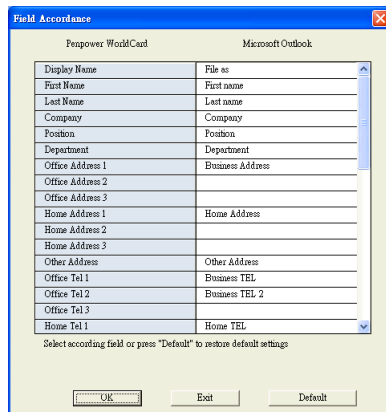 Field Accordance
Penpower WorldCard Microsoft Outlook
Display Name File as
First Name First name
Last Name Last name
Company Company
Position Position
Department Department
Office Address 1 Business Address
Office Address 2
Office Address 3
Home Address 1 Home Address
Home Address 2
Home Address 3
Other Address Other Address
Office Tel 1 Business TEL
Office Tel 2 Business TEL 2
Office Tel 3
Home Tel 1 Home TEL
Select according field or press "Default" to restore default settings
OK Exit Default